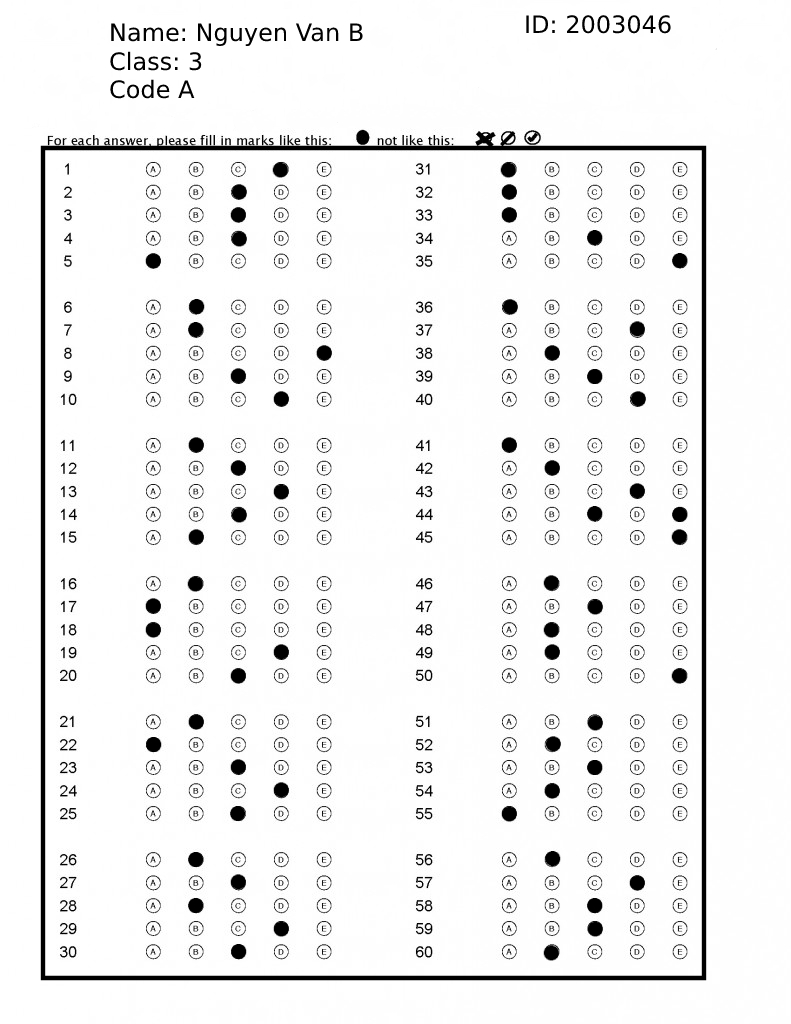 Name: Nguyen Van B
ID: 2003046
Class: 3
Code A
For each answer, please fill in marks like this: not like this:
1 A B C E 31 B C D E
2 A B D E 32 B C D E
3 A B D E 33 B C D E
4 A B D E 34 A B D E
5 B C D E 35 A B C D
6 A C D E 36 B C D E
7 A C D E 37 A B C E
8 A B C D 38 A C D E
9 A B D E 39 A B D E
10 A B C E 40 A B C E
11 A C D E 41 B C D E
12 A B D E 42 A C D E
13 A B C E 43 A B C E
14 A B D E 44 A B D
15 A C D E 45 A B C D
16 A C D E 46 A C D E
17 B C D E 47 A B D E
18 B C D E 48 A C D E
19 A B C E 49 A C D E
20 A B D E 50 A B C D
21 A C D E 51 A B D E
22 B C D E 52 A C D E
23 A B D E 53 A B D E
24 A B C E 54 A C D E
25 A B D E 55 B C D E
26 A C D E 56 A C D E
27 A B D E 57 A B C E
28 A C D E 58 A B D E
29 A B C E 59 A B D E
30 A B D E 60 A C D E